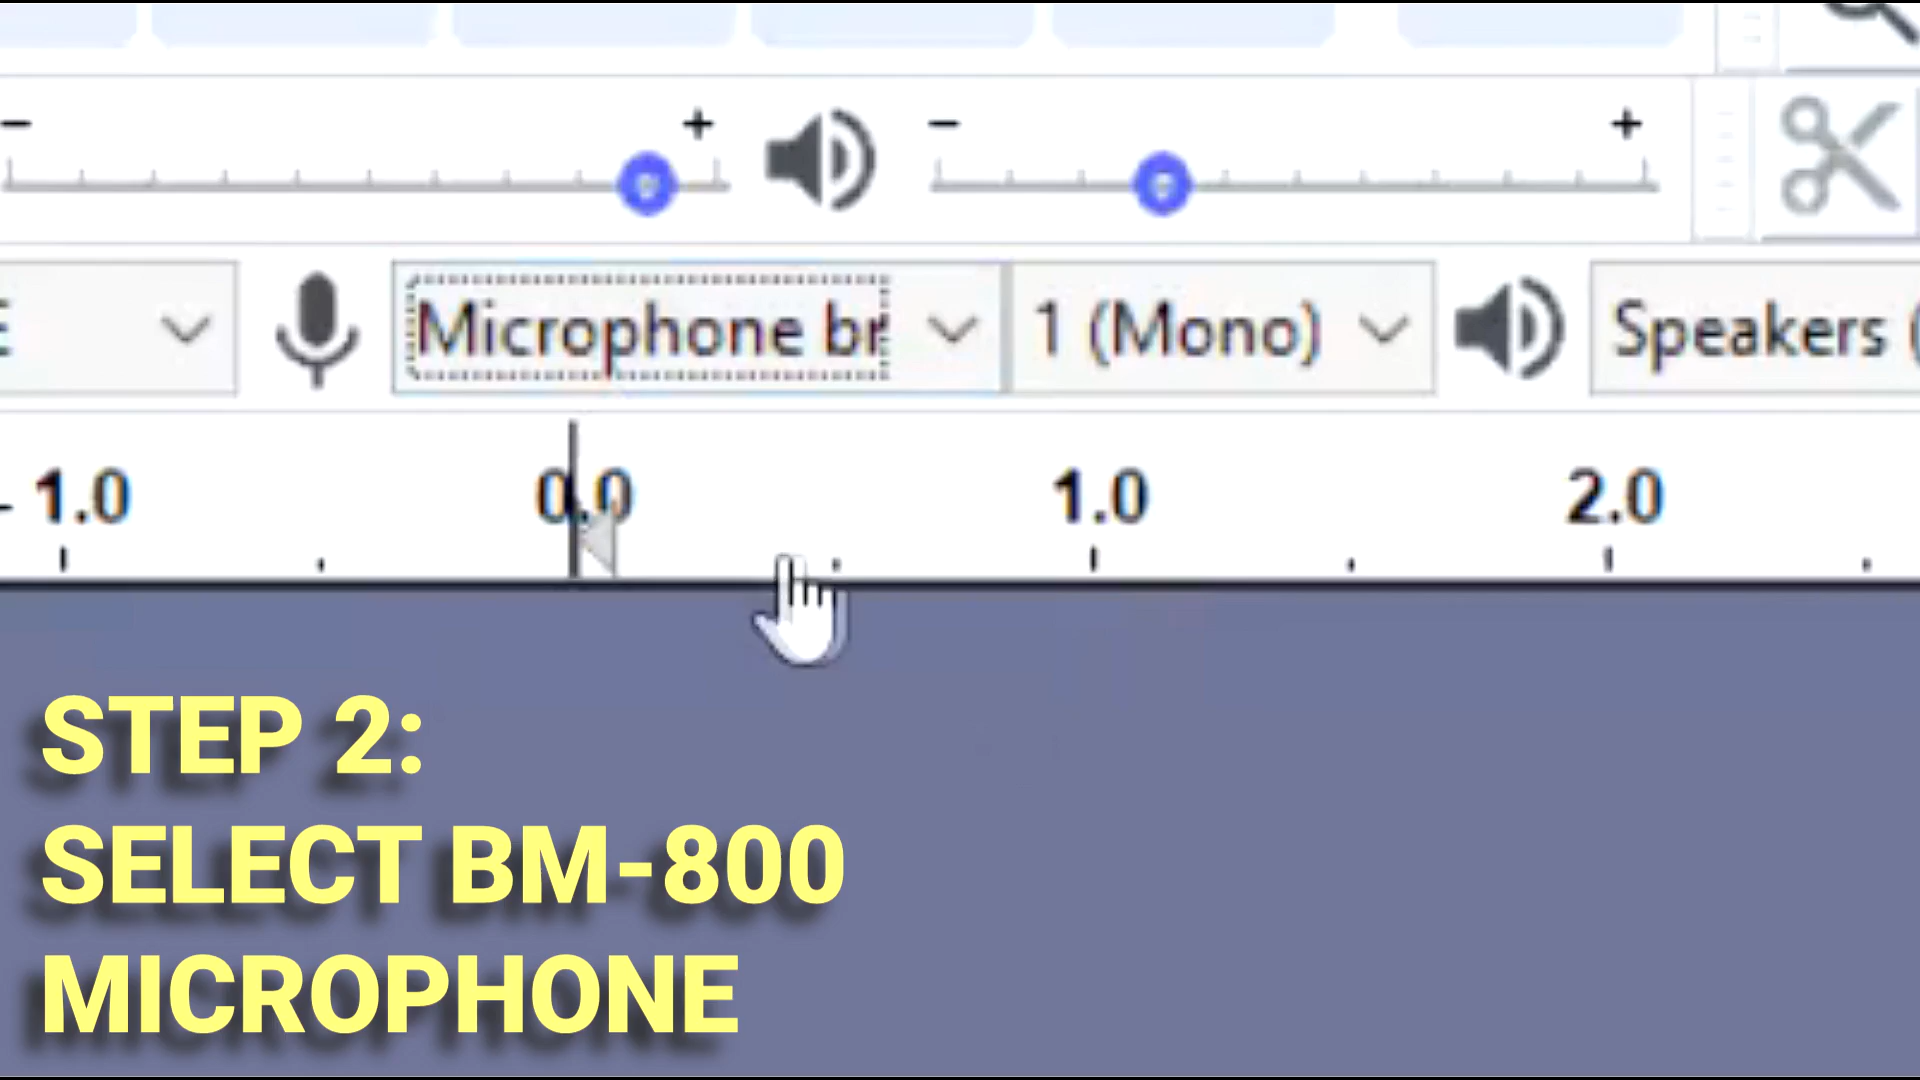 - +
- +
Microphone br 1 (Mono) Speakers (
- 1.0 0.0 1.0 2.0
STEP 2:
SELECT BM-800
MICROPHONE